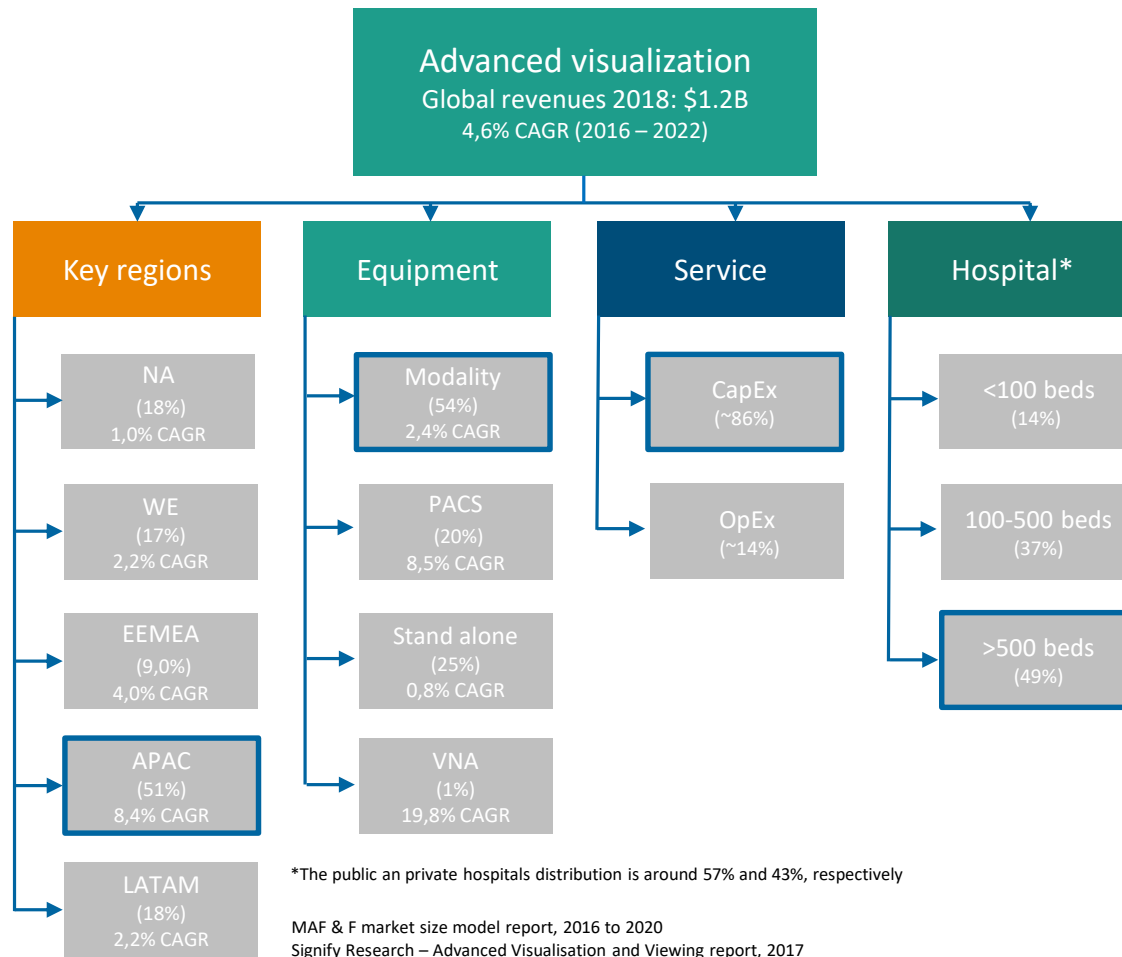 Advanced visualization
Global revenues 2018: $1.2B
4,6% CAGR (2016 – 2022)
Key regions
NA
(18%)
1,0% CAGR
WE
(17%)
2,2% CAGR
EEMEA
(9,0%)
4,0% CAGR
APAC
(51%)
8,4% CAGR
LATAM
(18%)
2,2% CAGR
Equipment
Modality
(54%)
2,4% CAGR
PACS
(20%)
8,5% CAGR
Stand alone
(25%)
0,8% CAGR
VNA
(1%)
19,8% CAGR
Service
CapEx
(~86%)
OpEx
(~14%)
Hospital*
<100 beds
(14%)
100-500 beds
(37%)
>500 beds
(49%)
*The public an private hospitals distribution is around 57% and 43%, respectively
MAF & F market size model report, 2016 to 2020
Signify Research – Advanced Visualisation and Viewing report, 2017